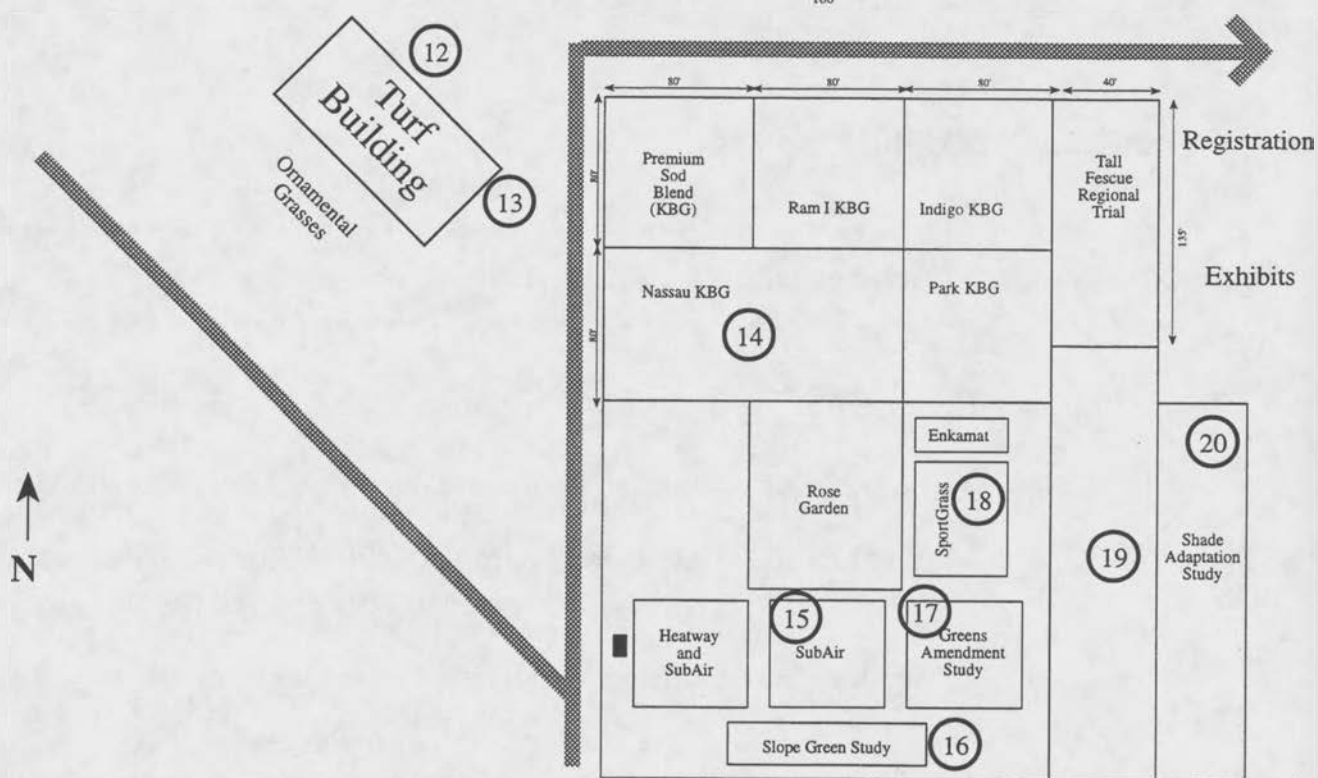 12
Turf
Building
13
Ornamental
Grasses
N
80'
80'
80'
40'
80'
80'
135'
Premium
Sod
Blend
(KBG)
Ram I KBG
Indigo KBG
Tall
Fescue
Regional
Trial
Registration
Exhibits
Nassau KBG
Park KBG
14
Enkamat
20
Rose
Garden
SportGrass
18
19
Shade
Adaptation
Study
15
17
Heatway
and
SubAir
SubAir
Greens
Amendment
Study
Slope Green Study
16